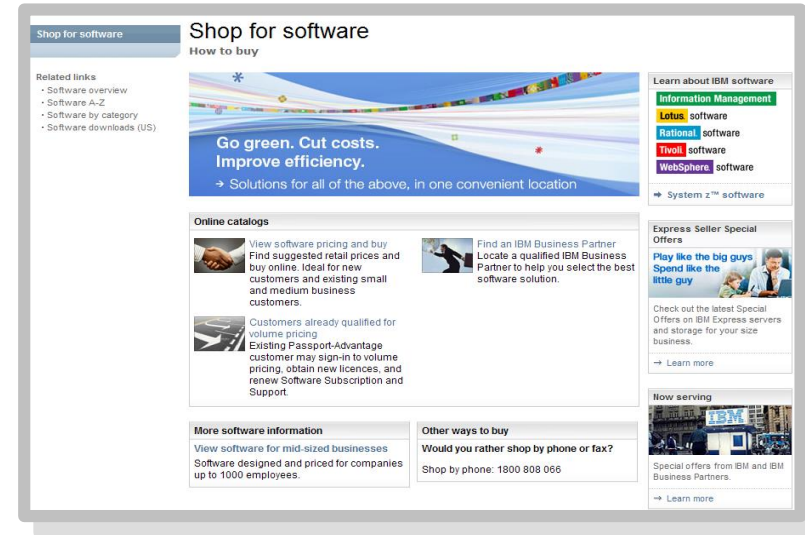 Shop for software
Related links
• Software overview
• Software A-Z
• Software by category
• Software downloads (US)
Shop for software
How to buy
Go green. Cut costs.
Improve efficiency.
→ Solutions for all of the above, in one convenient location
Online catalogs
View software pricing and buy
Find suggested retail prices and
buy online. Ideal for new
customers and existing small
and medium business
customers.
Find an IBM Business Partner
Locate a qualified IBM Business
Partner to help you select the best
software solution.
Customers already qualified for
volume pricing
Existing Passport-Advantage
customer may sign-in to volume
pricing, obtain new licences, and
renew Software Subscription and
Support.
More software information
View software for mid-sized businesses
Software designed and priced for companies
up to 1000 employees.
Other ways to buy
Would you rather shop by phone or fax?
Shop by phone: 1800 808 066
Learn about IBM software
Information Management
Lotus. software
Rational. software
Tivoli. software
WebSphere. software
→ System z™ software
Express Seller Special
Offers
Play like the big guys
Spend like the
little guy
Check out the latest Special
Offers on IBM Express servers
and storage for your size
business.
→ Learn more
Now serving
IBM
Special offers from IBM and IBM
Business Partners.
→ Learn more